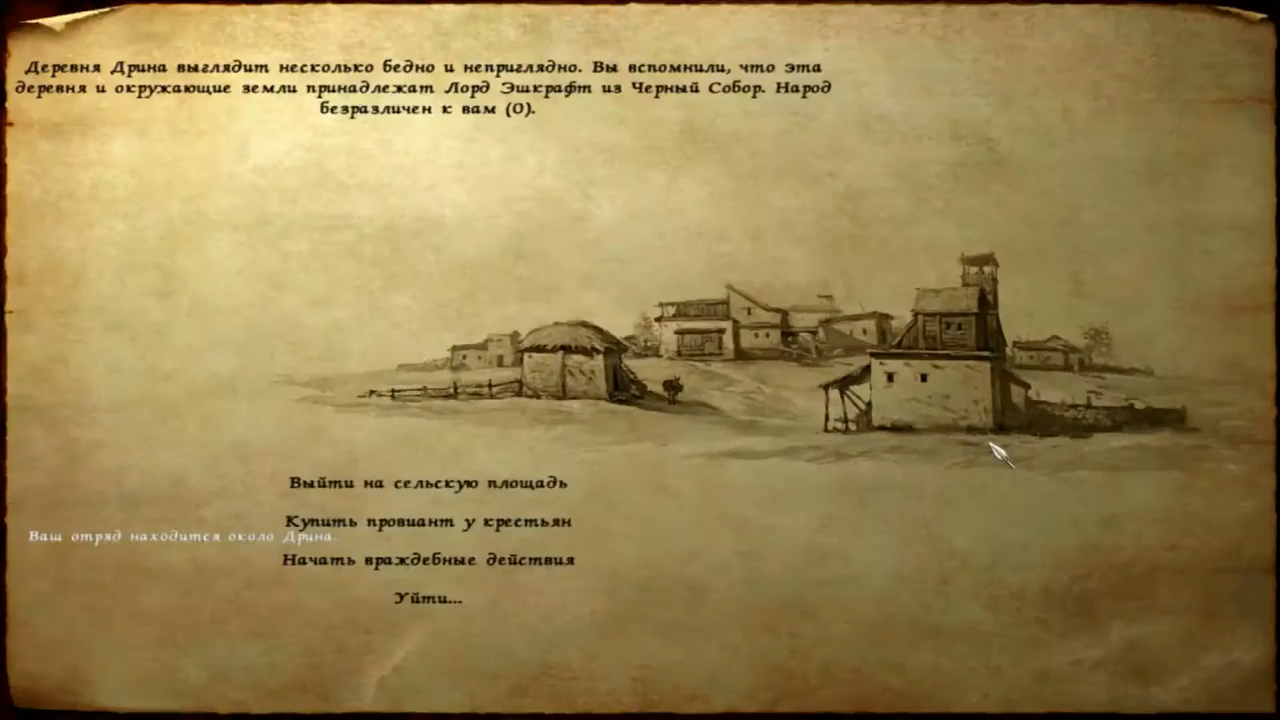 Деревня Дрина выглядит несколько бедно и неприглядно. Вы вспомнили, что эта
деревня и окружающие земли принадлежат Лорд Эшкрафт из Черный Собор. Народ
безразличен к вам (0).
Выйти на сельскую площадь
Купить провиант у крестьян
Ваш отряд находится около Дрина.
Начать враждебные действия
Уйти...